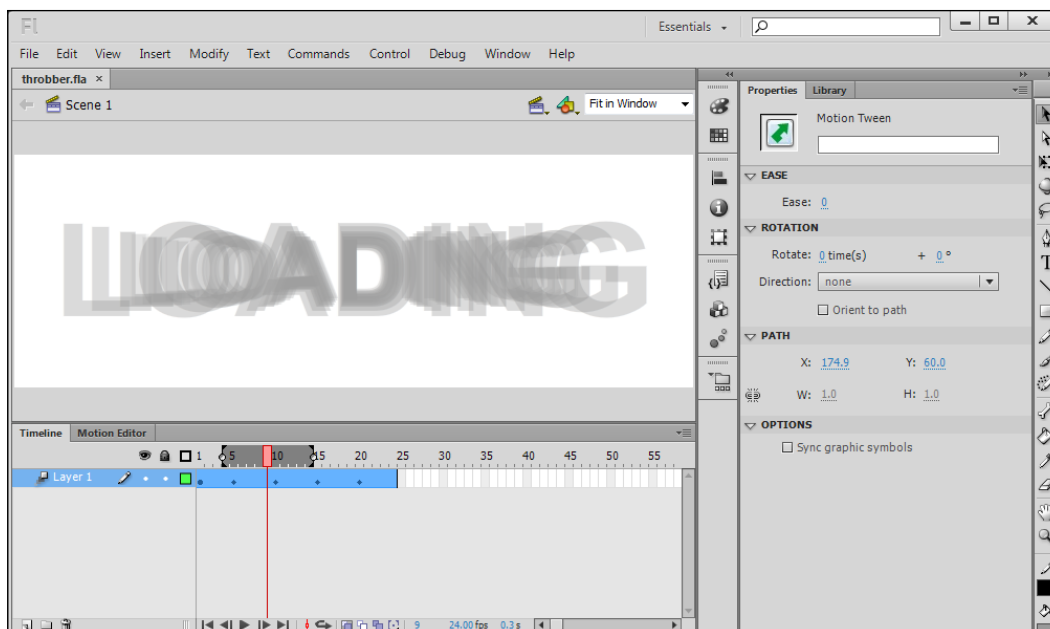 Fl Essentials
File Edit View Insert Modify Text Commands Control Debug Window Help
throbber.fla ×
Scene 1 Fit in Window
LOADING
Timeline Motion Editor
1 5 10 15 20 25 30 35 40 45 50 55
Layer 1
9 24.00 fps 0.3 s
Properties Library
Motion Tween
EASE
Ease: 0
ROTATION
Rotate: 0 time(s) + 0 °
Direction: none
Orient to path
PATH
X: 174.9 Y: 60.0
W: 1.0 H: 1.0
OPTIONS
Sync graphic symbols